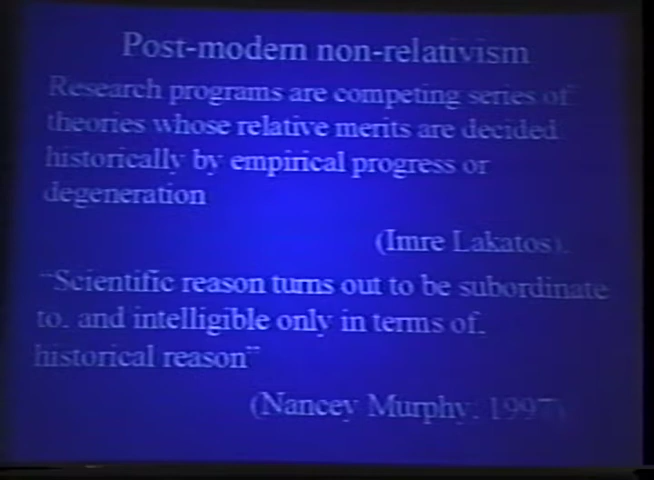 Post-modern non-relativism
Research programs are competing series of
theories whose relative merits are decided
historically by empirical progress or
degeneration
(Imre Lakatos).
"Scientific reason turns out to be subordinate
to, and intelligible only in terms of,
historical reason"
(Nancey Murphy, 1997)